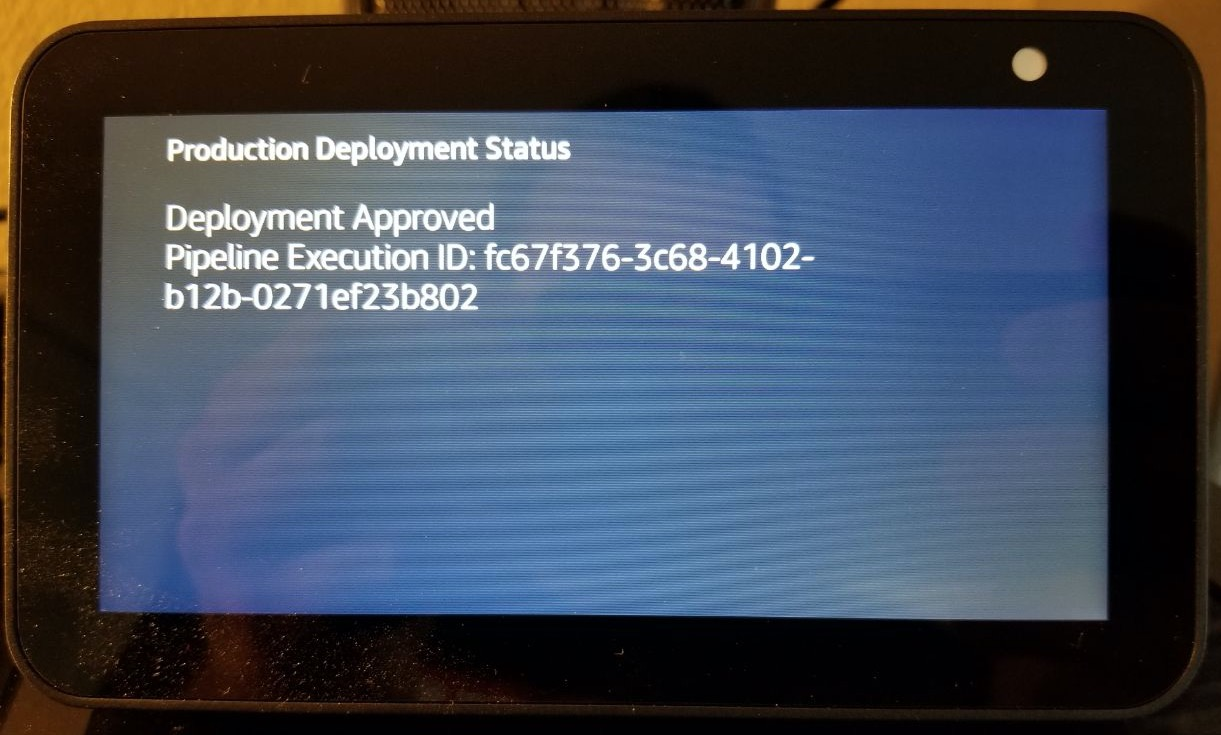 Production Deployment Status
Deployment Approved
Pipeline Execution ID: fc67f376-3c68-4102-
b12b-0271ef23b802